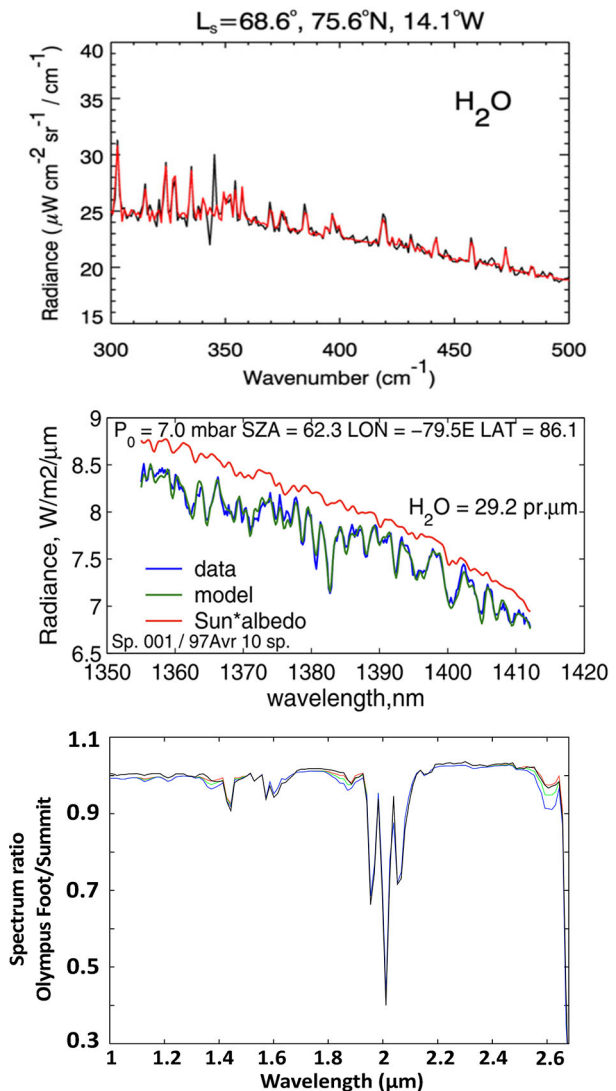 Ls=68.6°, 75.6°N, 14.1°W
40
35
30
25
20
15
H2O
Radiance ( μW cm-2 sr-1 / cm-1)
300
350
400
450
500
Wavenumber (cm-1)
9
8.5
8
7.5
7
6.5
P0 = 7.0 mbar SZA = 62.3 LON = −79.5E LAT = 86.1
H2O = 29.2 pr.μm
data
model
Sun*albedo
Sp. 001 / 97Avr 10 sp.
Radiance, W/m2/μm
1350
1360
1370
1380
1390
1400
1410
1420
wavelength,nm
1.1
0.9
0.7
0.5
0.3
Spectrum ratio
Olympus Foot/Summit
1
1.2
1.4
1.6
1.8
2
2.2
2.4
2.6
Wavelength (μm)